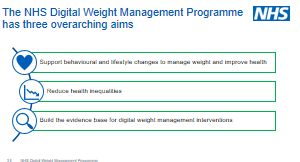 The NHS Digital Weight Management Programme
has three overarching aims
NHS
Support behavioural and lifestyle changes to manage weight and improve health
Reduce health inequalities
Build the evidence base for digital weight management interventions
Digital Weight Management Programme